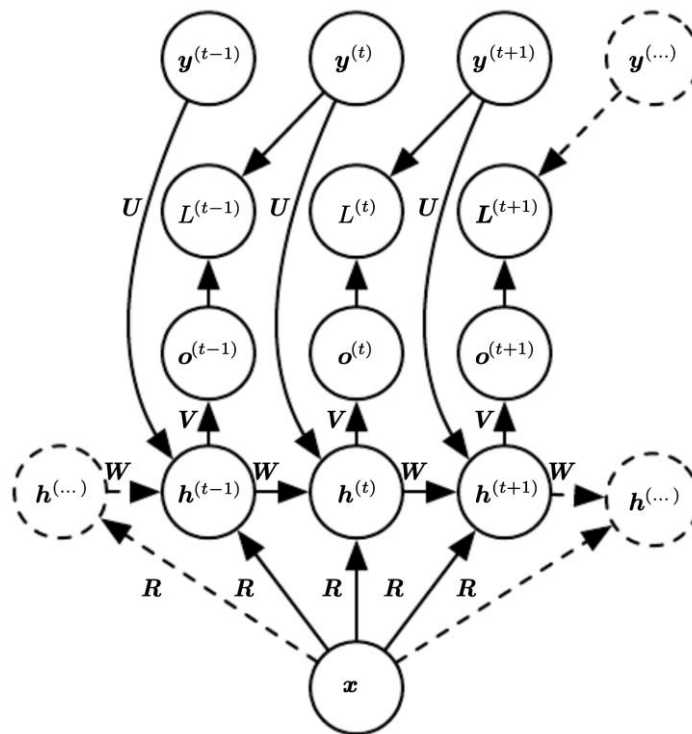 y(t−1) y(t) y(t+1) y(...)
U L(t−1) U L(t) U L(t+1)
o(t−1) o(t) o(t+1)
V V V
W W W W
h(...) h(t−1) h(t) h(t+1) h(...)
R R R R R
x